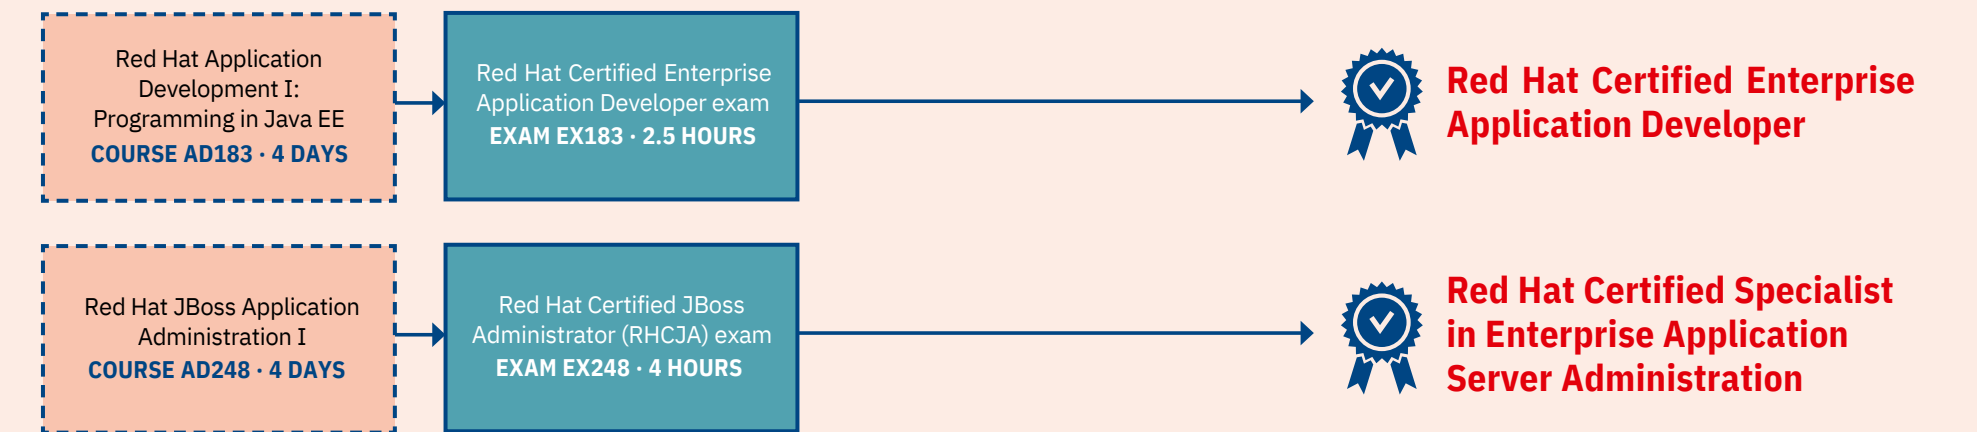 Red Hat Application
Development I:
Programming in Java EE
COURSE AD183 · 4 DAYS
Red Hat Certified Enterprise
Application Developer exam
EXAM EX183 · 2.5 HOURS
Red Hat Certified Enterprise
Application Developer
Red Hat JBoss Application
Administration I
COURSE AD248 · 4 DAYS
Red Hat Certified JBoss
Administrator (RHCJA) exam
EXAM EX248 · 4 HOURS
Red Hat Certified Specialist
in Enterprise Application
Server Administration